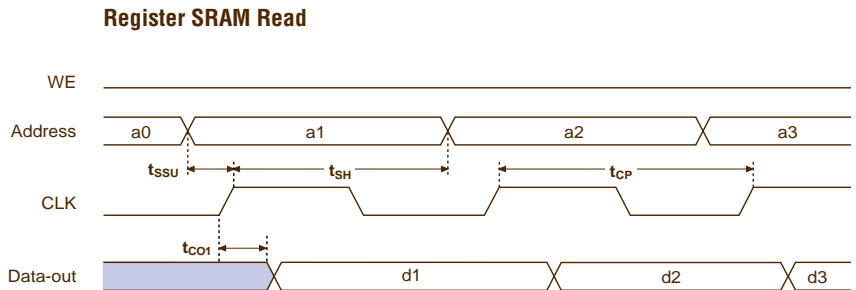 Register SRAM Read
WE
Address a0 a1 a2 a3
tSSU tSH tCP
CLK
tCO1
Data-out d1 d2 d3